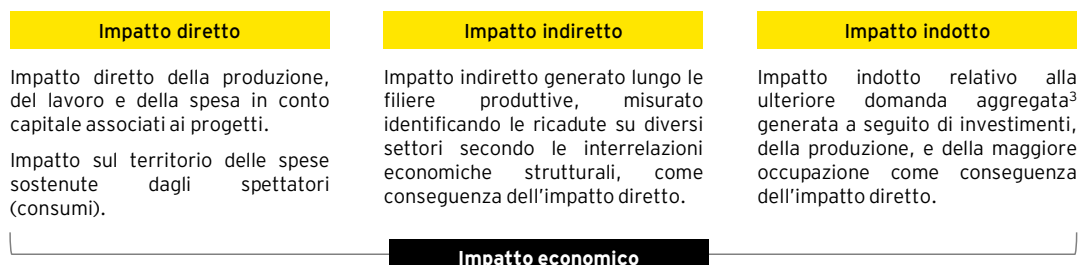 Impatto diretto
Impatto diretto della produzione,
del lavoro e della spesa in conto
capitale associati ai progetti.
Impatto sul territorio delle spese
sostenute dagli spettatori
(consumi).
Impatto indiretto
Impatto indiretto generato lungo le
filiere produttive, misurato
identificando le ricadute su diversi
settori secondo le interrelazioni
economiche strutturali, come
conseguenza dell'impatto diretto.
Impatto indotto
Impatto indotto relativo alla
ulteriore domanda aggregata³
generata a seguito di investimenti,
della produzione, e della maggiore
occupazione come conseguenza
dell'impatto diretto.
Impatto economico